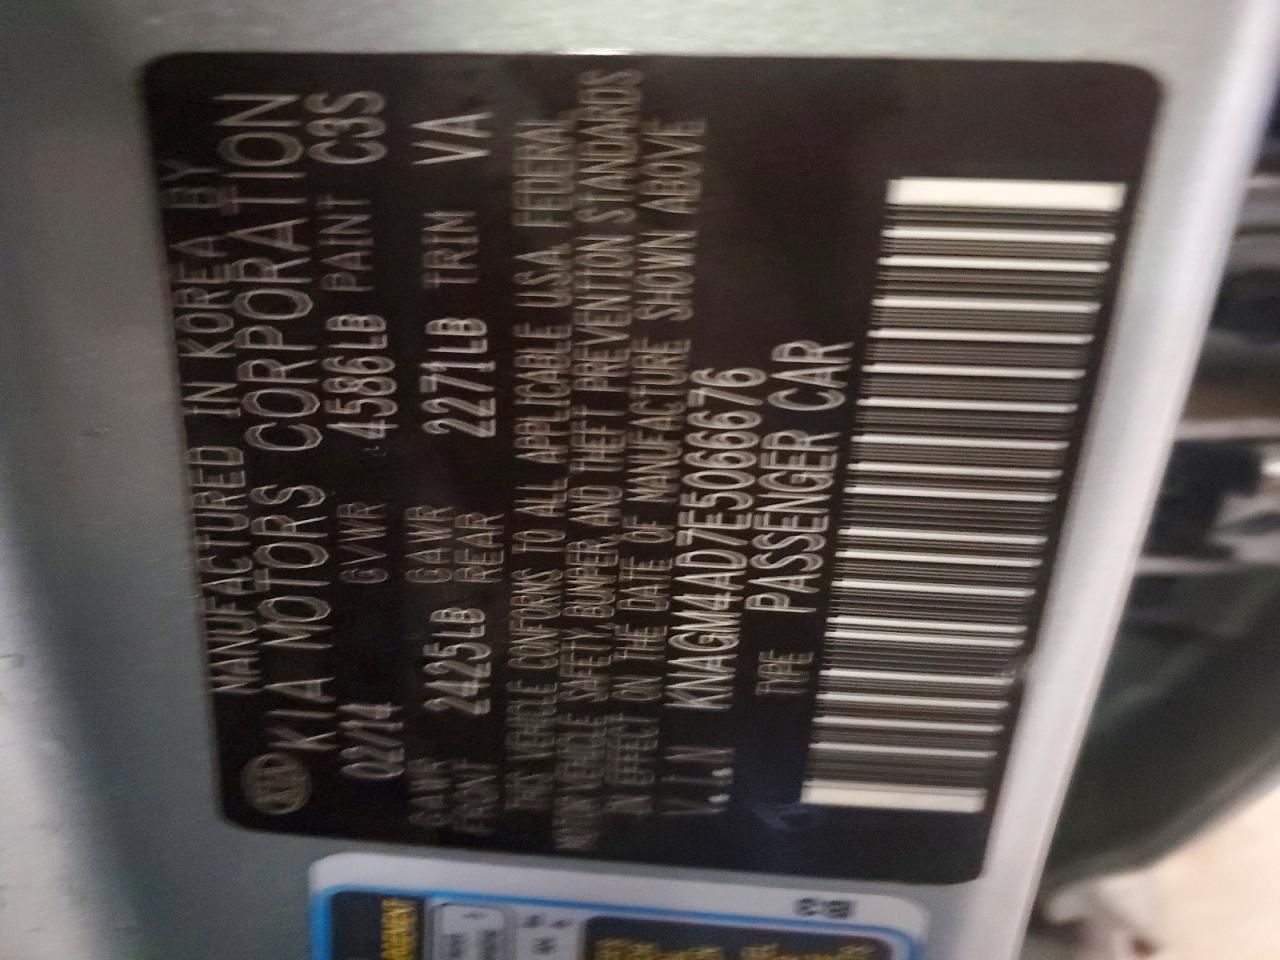 MANUFACTURED IN KOREA BY
KIA KIA MOTORS CORPORATION
02/14 GVWR 4586LB PAINT C3S
GAWR FRONT 2425LB GAWR REAR 2271LB TRIM VA
THIS VEHICLE CONFORMS TO ALL APPLICABLE U.S.A. FEDERAL
MOTOR VEHICLE SAFETY, BUMPER, AND THEFT PREVENTION STANDARDS
IN EFFECT ON THE DATE OF MANUFACTURE SHOWN ABOVE
V.I.N : KNAGM4AD7E5066676
TYPE : PASSENGER CAR